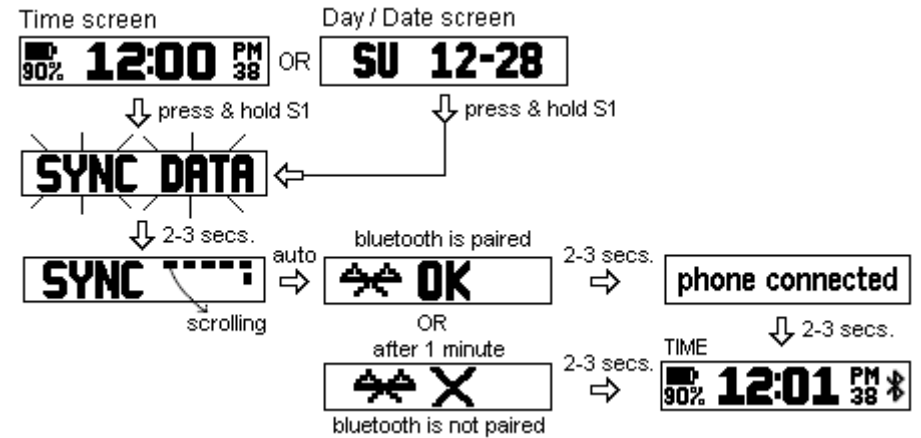 Time screen
Day / Date screen
90% 12:00 PM 38
OR
SU 12-28
press & hold S1
press & hold S1
SYNC DATA
2-3 secs.
SYNC
scrolling
auto
bluetooth is paired
OK
2-3 secs.
phone connected
OR
after 1 minute
X
bluetooth is not paired
2-3 secs.
2-3 secs.
TIME
90% 12:01 PM 38